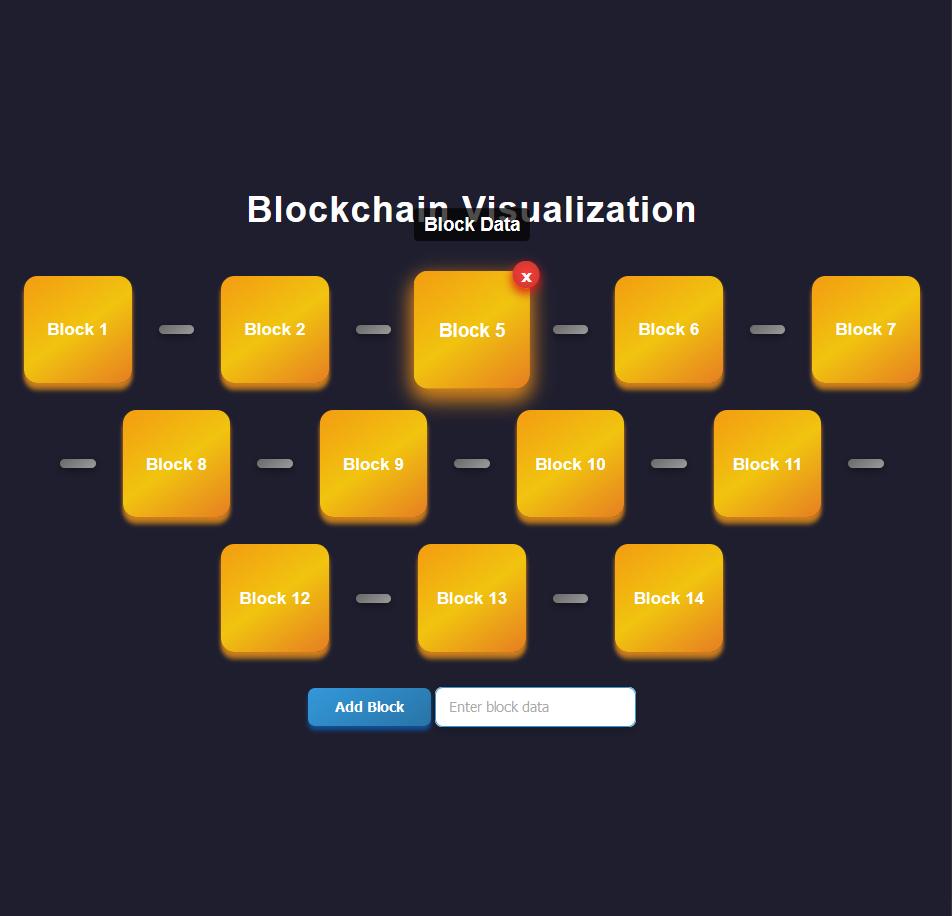 Blockchain Visualization
Block Data
x
Block 1
Block 2
Block 5
Block 6
Block 7
Block 8
Block 9
Block 10
Block 11
Block 12
Block 13
Block 14
Add Block
Enter block data